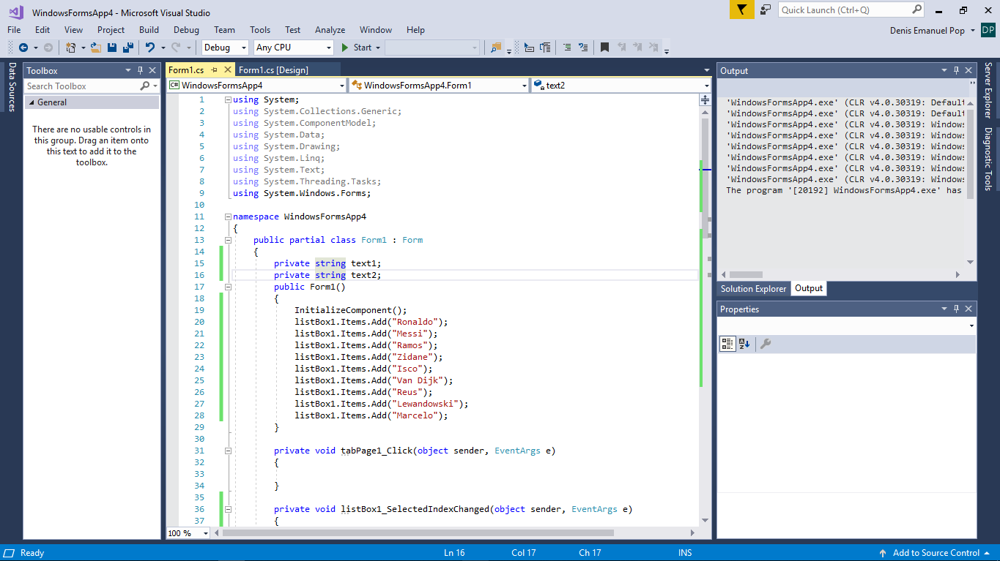 WindowsFormsApp4 - Microsoft Visual Studio
Quick Launch (Ctrl+Q)
File Edit View Project Build Debug Team Tools Test Analyze Window Help
Denis Emanuel Pop DP
Debug Any CPU Start
Data Sources
Toolbox
Search Toolbox
General
There are no usable controls in
this group. Drag an item onto
this text to add it to the
toolbox.
Form1.cs Form1.cs [Design]
C# WindowsFormsApp4 WindowsFormsApp4.Form1 text2
1 using System;
2 using System.Collections.Generic;
3 using System.ComponentModel;
4 using System.Data;
5 using System.Drawing;
6 using System.Linq;
7 using System.Text;
8 using System.Threading.Tasks;
9 using System.Windows.Forms;
10
11 namespace WindowsFormsApp4
12 {
13 public partial class Form1 : Form
14 {
15 private string text1;
16 private string text2;
17 public Form1()
18 {
19 InitializeComponent();
20 listBox1.Items.Add("Ronaldo");
21 listBox1.Items.Add("Messi");
22 listBox1.Items.Add("Ramos");
23 listBox1.Items.Add("Zidane");
24 listBox1.Items.Add("Isco");
25 listBox1.Items.Add("Van Dijk");
26 listBox1.Items.Add("Reus");
27 listBox1.Items.Add("Lewandowski");
28 listBox1.Items.Add("Marcelo");
29 }
30
31 private void tabPage1_Click(object sender, EventArgs e)
32 {
33
34 }
35
36 private void listBox1_SelectedIndexChanged(object sender, EventArgs e)
37 {
100 %
Output
'WindowsFormsApp4.exe' (CLR v4.0.30319: Default
'WindowsFormsApp4.exe' (CLR v4.0.30319: Default
'WindowsFormsApp4.exe' (CLR v4.0.30319: Windows
'WindowsFormsApp4.exe' (CLR v4.0.30319: Windows
'WindowsFormsApp4.exe' (CLR v4.0.30319: Windows
'WindowsFormsApp4.exe' (CLR v4.0.30319: Windows
'WindowsFormsApp4.exe' (CLR v4.0.30319: Windows
'WindowsFormsApp4.exe' (CLR v4.0.30319: Windows
The program '[20192] WindowsFormsApp4.exe' has
Solution Explorer Output
Properties
Server Explorer
Diagnostic Tools
Ready Ln 16 Col 17 Ch 17 INS Add to Source Control